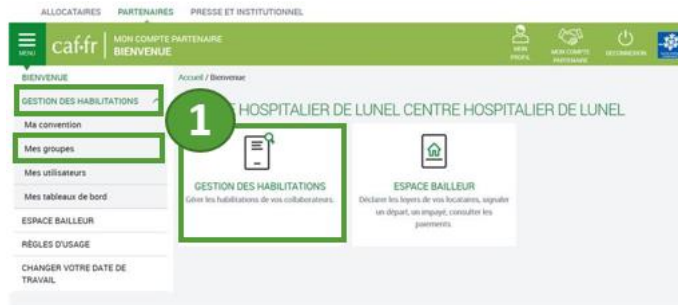 ALLOCATAIRES PARTENAIRES PRESSE ET INSTITUTIONNEL
MENU
caf.fr
MON COMPTE PARTENAIRE
BIENVENUE
MON PROFIL
MON COMPTE PARTENAIRE
DECONNEXION
BIENVENUE
GESTION DES HABILITATIONS
Ma convention
Mes groupes
Mes utilisateurs
Mes tableaux de bord
ESPACE BAILLEUR
RÈGLES D'USAGE
CHANGER VOTRE DATE DE
TRAVAIL
Accueil / Bienvenue
1
HOSPITALIER DE LUNEL CENTRE HOSPITALIER DE LUNEL
GESTION DES HABILITATIONS
Gérer les habilitations de vos collaborateurs.
ESPACE BAILLEUR
Déclarer les loyers de vos locataires, signaler
un départ, un impayé, consulter les
paiements.